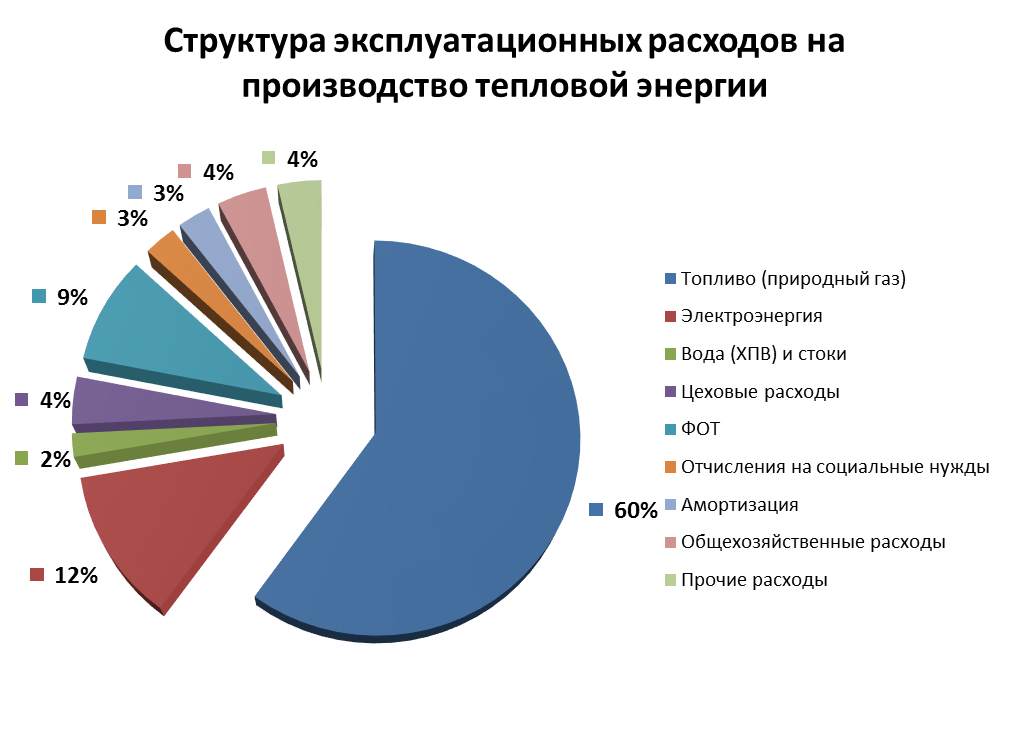 Структура эксплуатационных расходов на
производство тепловой энергии
4%
4%
3%
3%
9%
4%
2%
12%
60%
Топливо (природный газ)
Электроэнергия
Вода (ХПВ) и стоки
Цеховые расходы
ФОТ
Отчисления на социальные нужды
Амортизация
Общехозяйственные расходы
Прочие расходы